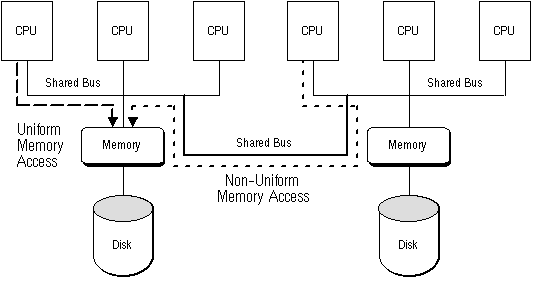 CPU
CPU
CPU
CPU
CPU
CPU
Shared Bus
Shared Bus
Uniform
Memory
Access
Memory
Shared Bus
Memory
Non-Uniform
Memory Access
Disk
Disk